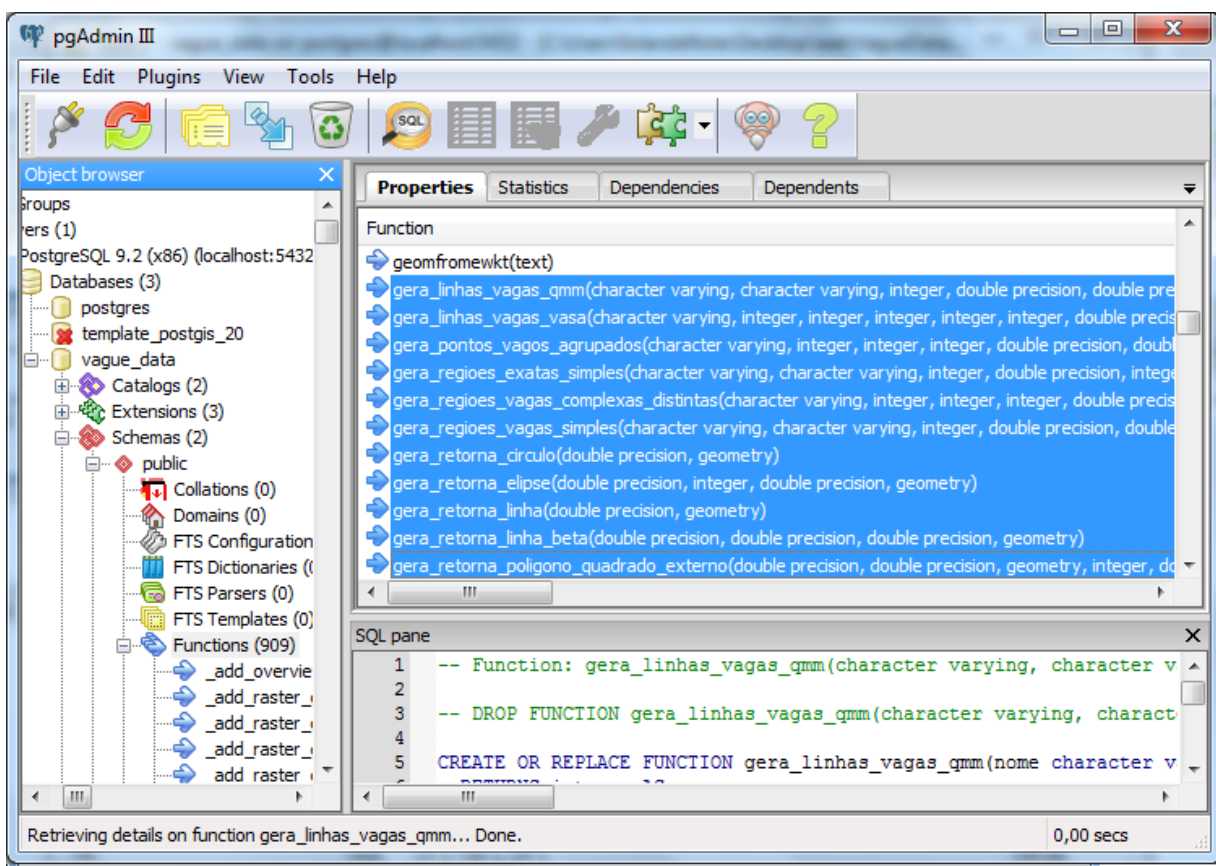 pgAdmin III
File Edit Plugins View Tools Help
SQL
Object browser
Groups
ers (1)
PostgreSQL 9.2 (x86) (localhost:5432
Databases (3)
postgres
template_postgis_20
vague_data
Catalogs (2)
Extensions (3)
Schemas (2)
public
Collations (0)
Domains (0)
FTS Configuration
FTS Dictionaries (
FTS Parsers (0)
FTS Templates (0)
Functions (909)
_add_overvie
_add_raster_
_add_raster_
_add_raster_
_add_raster_
Properties Statistics Dependencies Dependents
Function
geomfromewkt(text)
gera_linhas_vagas_qmm(character varying, character varying, integer, double precision, double pre
gera_linhas_vagas_vasa(character varying, integer, integer, integer, integer, integer, double precis
gera_pontos_vagos_agrupados(character varying, integer, integer, integer, double precision, doubl
gera_regioes_exatas_simples(character varying, character varying, integer, double precision, intege
gera_regioes_vagas_complexas_distintas(character varying, integer, integer, integer, double precis
gera_regioes_vagas_simples(character varying, character varying, integer, double precision, double
gera_retorna_circulo(double precision, geometry)
gera_retorna_elipse(double precision, integer, double precision, geometry)
gera_retorna_linha(double precision, geometry)
gera_retorna_linha_beta(double precision, double precision, double precision, geometry)
gera_retorna_poligono_quadrado_externo(double precision, double precision, geometry, integer, do
SQL pane
1 -- Function: gera_linhas_vagas_qmm(character varying, character v
2
3 -- DROP FUNCTION gera_linhas_vagas_qmm(character varying, charact
4
5 CREATE OR REPLACE FUNCTION gera_linhas_vagas_qmm(nome character v
Retrieving details on function gera_linhas_vagas_qmm... Done.
0,00 secs